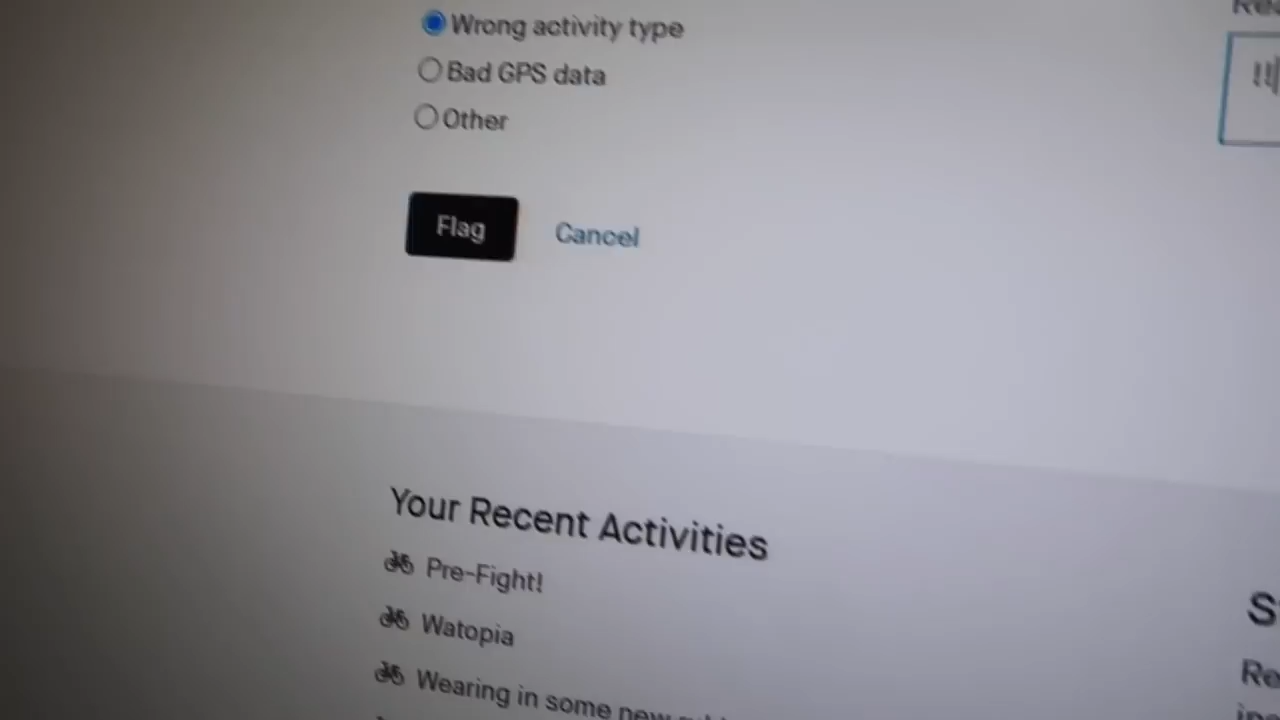 Wrong activity type
Bad GPS data
Other
Flag
Cancel
Your Recent Activities
Pre-Fight!
Watopia
Wearing in some new
Re